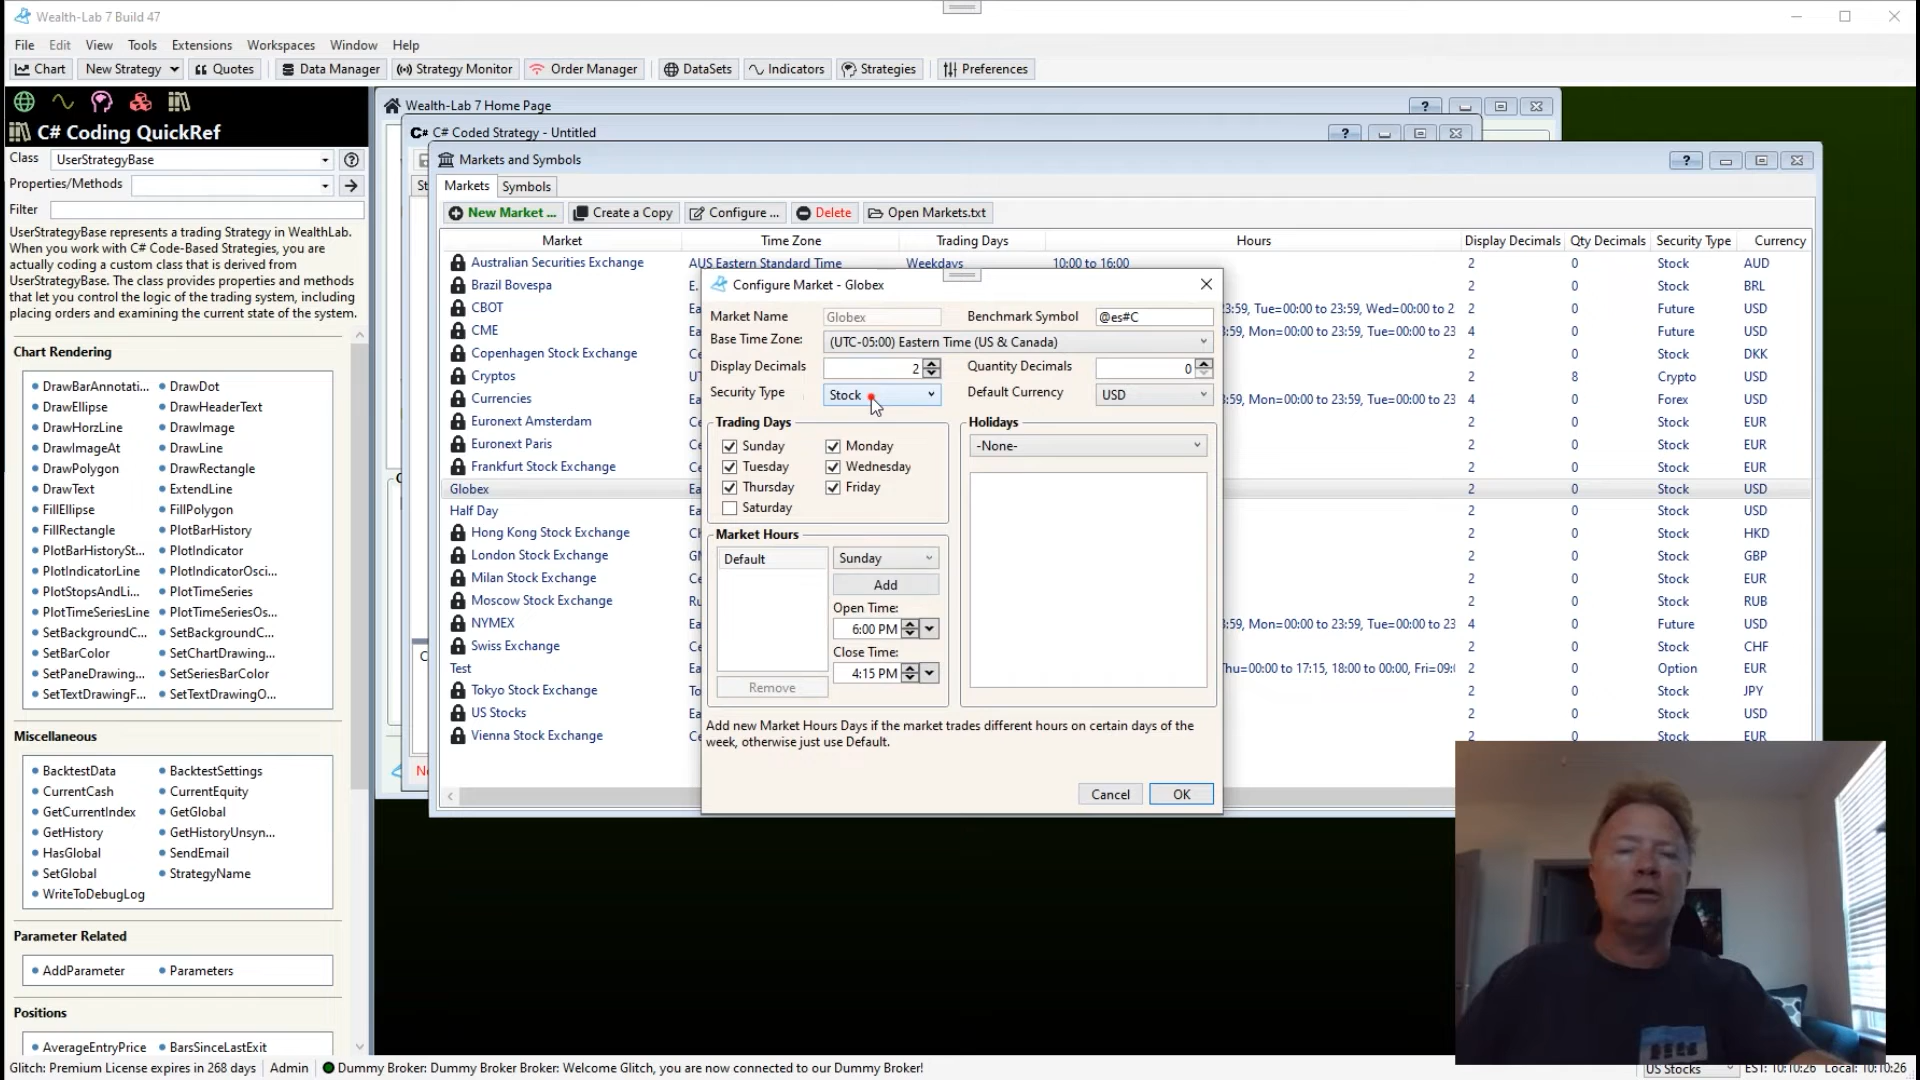 Wealth-Lab 7 Build 47
File Edit View Tools Extensions Workspaces Window Help
Chart New Strategy Quotes Data Manager Strategy Monitor Order Manager DataSets Indicators Strategies Preferences
C# Coding QuickRef
Class UserStrategyBase
Properties/Methods
Filter
UserStrategyBase represents a trading Strategy in WealthLab.
When you work with C# Code-Based Strategies, you are
actually coding a custom class that is derived from
UserStrategyBase. The class provides properties and methods
that let you control the logic of the trading system, including
placing orders and examining the current state of the system.
Chart Rendering
DrawBarAnnotati... DrawDot
DrawEllipse DrawHeaderText
DrawHorzLine DrawImage
DrawImageAt DrawLine
DrawPolygon DrawRectangle
DrawText ExtendLine
FillEllipse FillPolygon
FillRectangle PlotBarHistory
PlotBarHistorySt... PlotIndicator
PlotIndicatorLine PlotIndicatorOsci...
PlotStopsAndLi... PlotTimeSeries
PlotTimeSeriesLine PlotTimeSeriesOs...
SetBackgroundC... SetBackgroundC...
SetBarColor SetChartDrawing...
SetPaneDrawing... SetSeriesBarColor
SetTextDrawingF... SetTextDrawingO...
Miscellaneous
BacktestData BacktestSettings
CurrentCash CurrentEquity
GetCurrentIndex GetGlobal
GetHistory GetHistoryUnsyn...
HasGlobal SendEmail
SetGlobal StrategyName
WriteToDebugLog
Parameter Related
AddParameter Parameters
Positions
AverageEntryPrice BarsSinceLastExit
Wealth-Lab 7 Home Page
C# C# Coded Strategy - Untitled
Markets and Symbols
Markets Symbols
New Market ... Create a Copy Configure ... Delete Open Markets.txt
Market Time Zone Trading Days Hours Display Decimals Qty Decimals Security Type Currency
Australian Securities Exchange AUS Eastern Standard Time Weekdays 10:00 to 16:00 2 0 Stock AUD
Brazil Bovespa E. 2 0 Stock BRL
CBOT Ea :59, Tue=00:00 to 23:59, Wed=00:00 to 2 2 0 Future USD
CME Ea :59, Mon=00:00 to 23:59, Tue=00:00 to 23 4 0 Future USD
Copenhagen Stock Exchange Ce 2 0 Stock DKK
Cryptos UT 2 8 Crypto USD
Currencies Ea :59, Mon=00:00 to 23:59, Tue=00:00 to 23 4 0 Forex USD
Euronext Amsterdam Ce 2 0 Stock EUR
Euronext Paris Ce 2 0 Stock EUR
Frankfurt Stock Exchange Ce 2 0 Stock EUR
Globex Ea 2 0 Stock USD
Half Day Ea 2 0 Stock USD
Hong Kong Stock Exchange Ch 2 0 Stock HKD
London Stock Exchange GM 2 0 Stock GBP
Milan Stock Exchange Ce 2 0 Stock EUR
Moscow Stock Exchange Ru 2 0 Stock RUB
NYMEX Ea :59, Mon=00:00 to 23:59, Tue=00:00 to 23 4 0 Future USD
Swiss Exchange Ce 2 0 Stock CHF
Test Ea hu=00:00 to 17:15, 18:00 to 00:00, Fri=09:0 2 0 Option EUR
Tokyo Stock Exchange To 2 0 Stock JPY
US Stocks Ea 2 0 Stock USD
Vienna Stock Exchange Ce 2 0 Stock EUR
Configure Market - Globex
Market Name Globex Benchmark Symbol @es#C
Base Time Zone: (UTC-05:00) Eastern Time (US & Canada)
Display Decimals 2 Quantity Decimals 0
Security Type Stock Default Currency USD
Trading Days Holidays
Sunday Monday -None-
Tuesday Wednesday
Thursday Friday
Saturday
Market Hours
Default Sunday
Add
Open Time:
6:00 PM
Close Time:
4:15 PM
Remove
Add new Market Hours Days if the market trades different hours on certain days of the
week, otherwise just use Default.
Cancel OK
Glitch: Premium License expires in 268 days Admin Dummy Broker: Dummy Broker Broker: Welcome Glitch, you are now connected to our Dummy Broker! US Stocks EST: 10:10:26 Local: 10:10:26